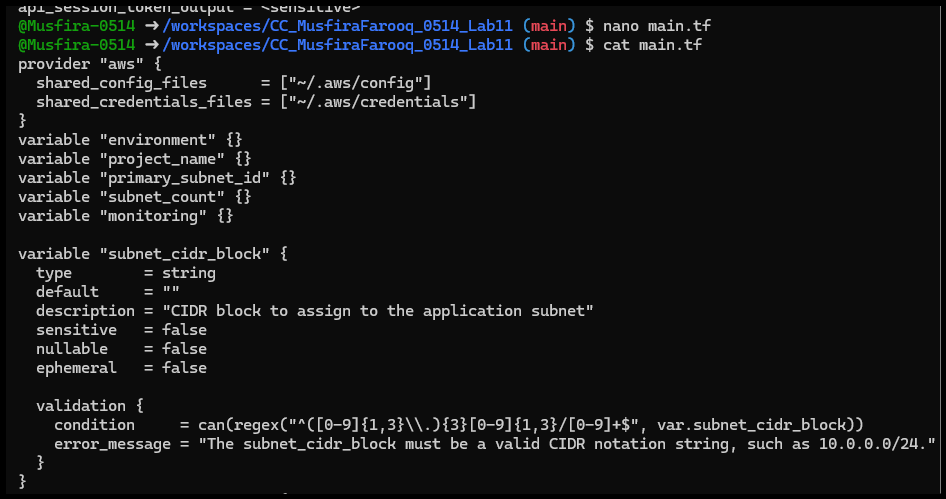 api_session_token_output = <sensitive>
@Musfira-0514 ➜ /workspaces/CC_MusfiraFarooq_0514_Lab11 (main) $ nano main.tf
@Musfira-0514 ➜ /workspaces/CC_MusfiraFarooq_0514_Lab11 (main) $ cat main.tf
provider "aws" {
  shared_config_files      = ["~/.aws/config"]
  shared_credentials_files = ["~/.aws/credentials"]
}
variable "environment" {}
variable "project_name" {}
variable "primary_subnet_id" {}
variable "subnet_count" {}
variable "monitoring" {}

variable "subnet_cidr_block" {
  type        = string
  default     = ""
  description = "CIDR block to assign to the application subnet"
  sensitive   = false
  nullable    = false
  ephemeral   = false

  validation {
    condition     = can(regex("^([0-9]{1,3}\\.){3}[0-9]{1,3}/[0-9]+$", var.subnet_cidr_block))
    error_message = "The subnet_cidr_block must be a valid CIDR notation string, such as 10.0.0.0/24."
  }
}